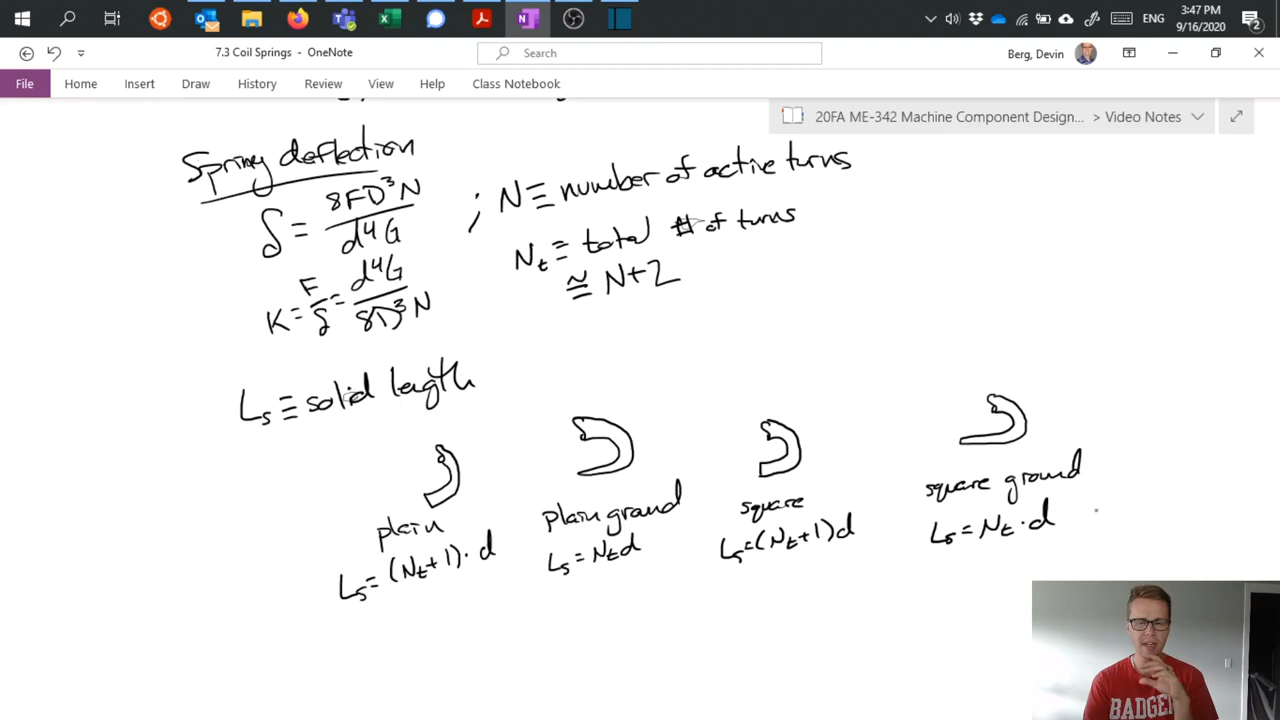 3:47 PM
ENG
9/16/2020
2
7.3 Coil Springs - OneNote
Search
Berg, Devin
File Home Insert Draw History Review View Help Class Notebook
20FA ME-342 Machine Component Design... > Video Notes
Spring deflection
δ = 8FD³N / d⁴G ; N ≡ number of active turns
Nt ≡ total # of turns
≅ N+2
K = F/δ = d⁴G / 8D³N
Ls ≡ solid length
plain
Ls = (Nt+1)·d
plain ground
Ls = Ntd
square
Ls=(Nt+1)d
square ground
Ls = Nt·d
BADGER